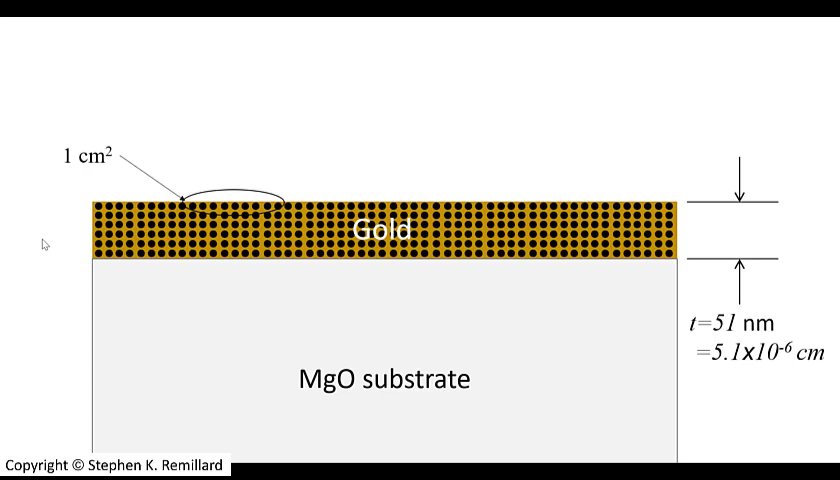 1 cm²
Gold
t=51 nm
=5.1x10⁻⁶ cm
MgO substrate
Copyright © Stephen K. Remillard